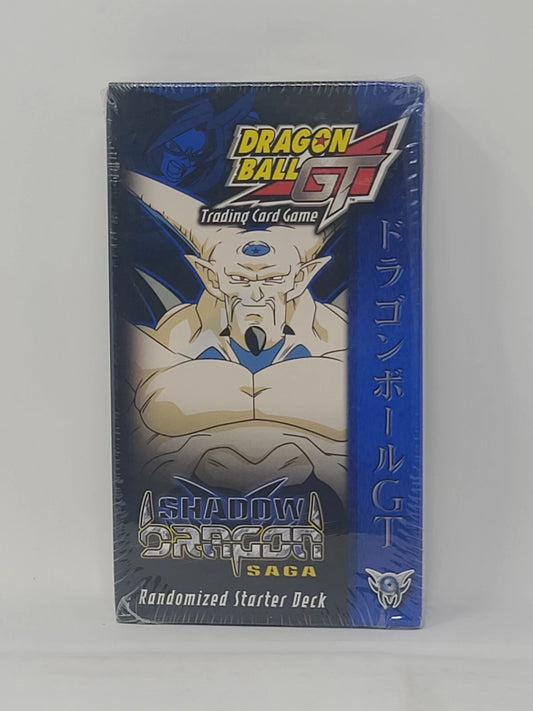 DRAGON
BALL GT
Trading Card Game
ドラゴンボールGT
SHADOW
DRAGON
SAGA
Randomized Starter Deck